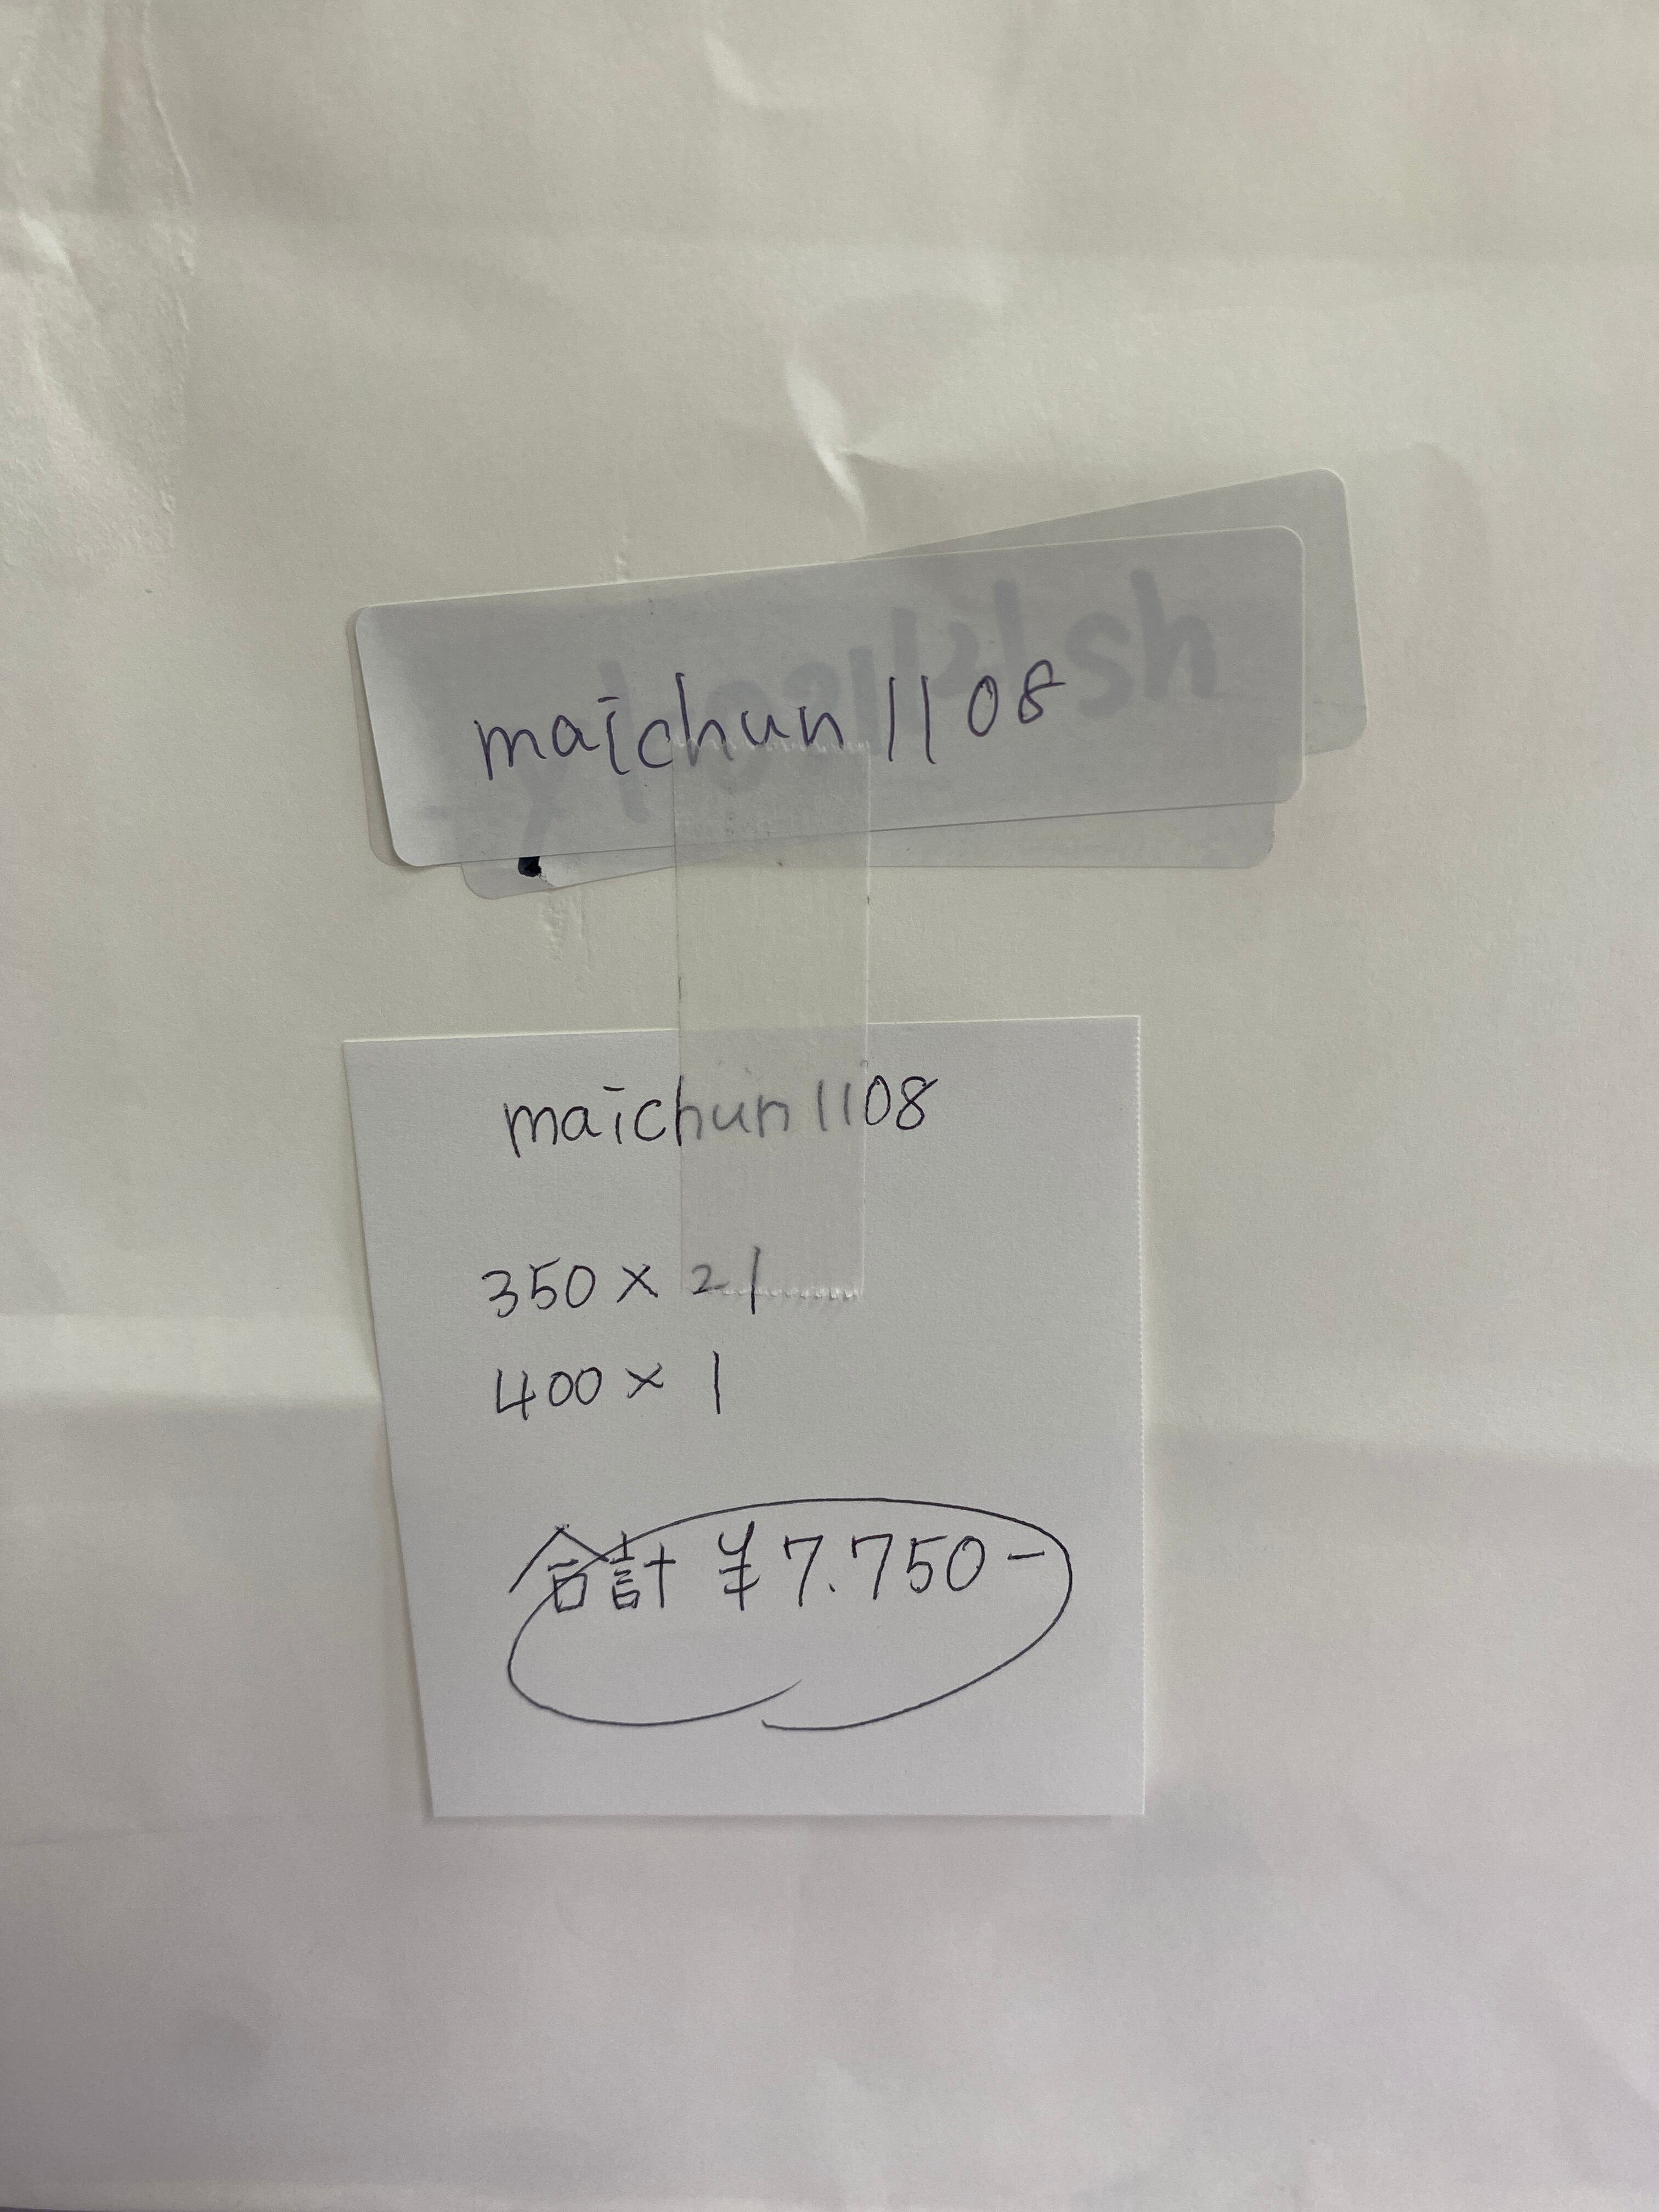 maichun1108
maichun1108
350×21
400×1
合計 ¥7.750-